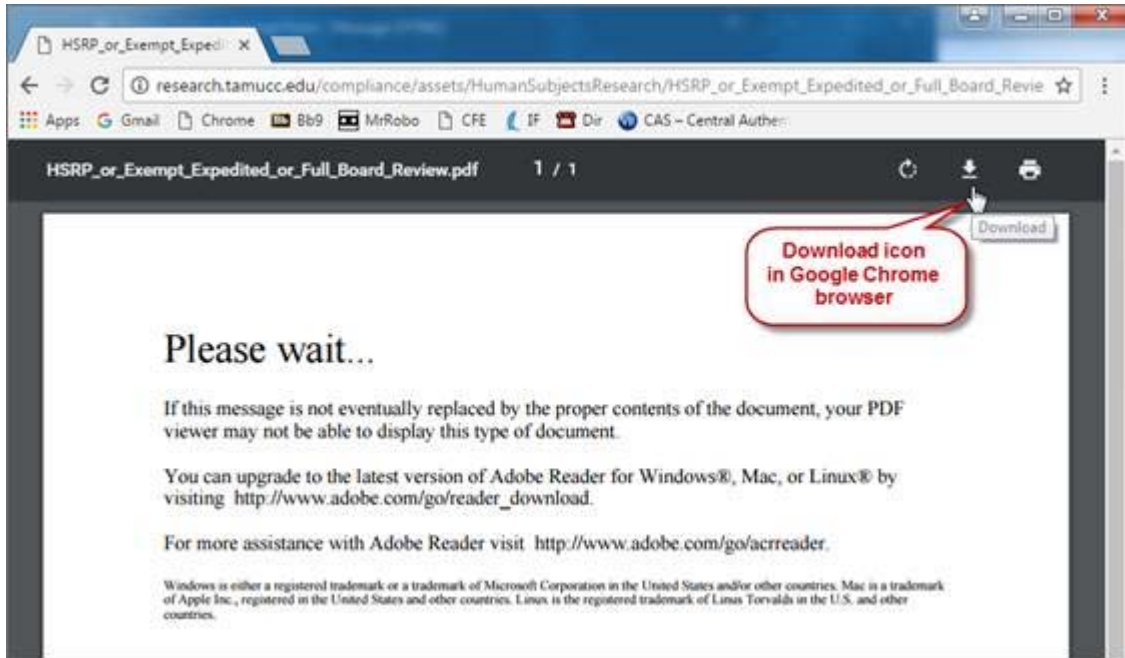 HSRP_or_Exempt_Exped
research.tamucc.edu/compliance/assets/HumanSubjectsResearch/HSRP_or_Exempt_Expedited_or_Full_Board_Revie
Apps Gmail Chrome Bb9 MrRobo CFE IF Dir CAS – Central Authen
HSRP_or_Exempt_Expedited_or_Full_Board_Review.pdf 1 / 1
Download
Download icon
in Google Chrome
browser
Please wait...
If this message is not eventually replaced by the proper contents of the document, your PDF
viewer may not be able to display this type of document.
You can upgrade to the latest version of Adobe Reader for Windows®, Mac, or Linux® by
visiting http://www.adobe.com/go/reader_download.
For more assistance with Adobe Reader visit http://www.adobe.com/go/acrreader.
Windows is either a registered trademark or a trademark of Microsoft Corporation in the United States and/or other countries. Mac is a trademark
of Apple Inc., registered in the United States and other countries. Linux is the registered trademark of Linus Torvalds in the U.S. and other
countries.